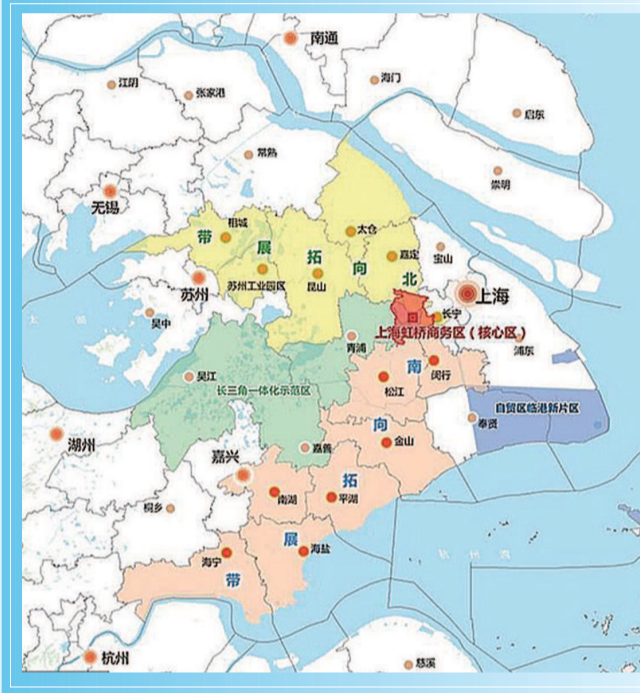 南通
江阴
张家港
海门
启东
常熟
崇明
无锡
相城
太仓
带
展
拓
向
北
嘉定
宝山
苏州工业园区
昆山
苏州
上海
吴中
长宁
太湖
上海虹桥商务区（核心区）
青浦
浦东
南
闵行
吴江
长三角一体化示范区
松江
自贸区临港新片区
奉贤
向
湖州
金山
嘉善
嘉兴
拓
南湖
平湖
桐乡
展
海盐
杭州湾
海宁
带
杭州
慈溪